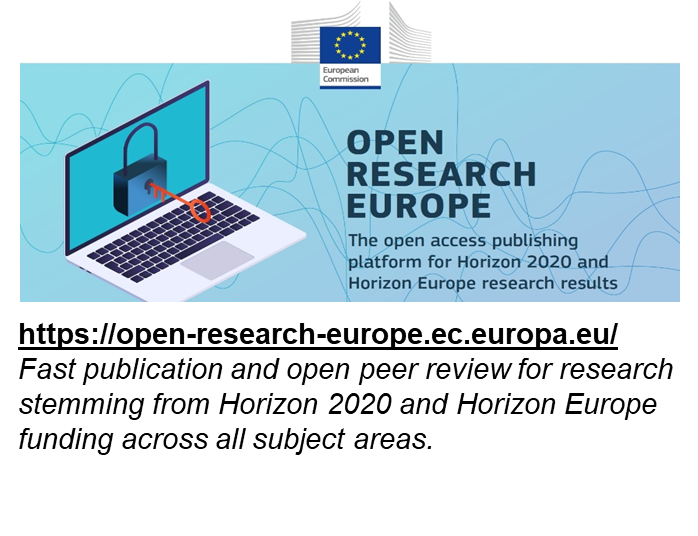 European
Commission
OPEN
RESEARCH
EUROPE
The open access publishing
platform for Horizon 2020 and
Horizon Europe research results
https://open-research-europe.ec.europa.eu/
Fast publication and open peer review for research
stemming from Horizon 2020 and Horizon Europe
funding across all subject areas.